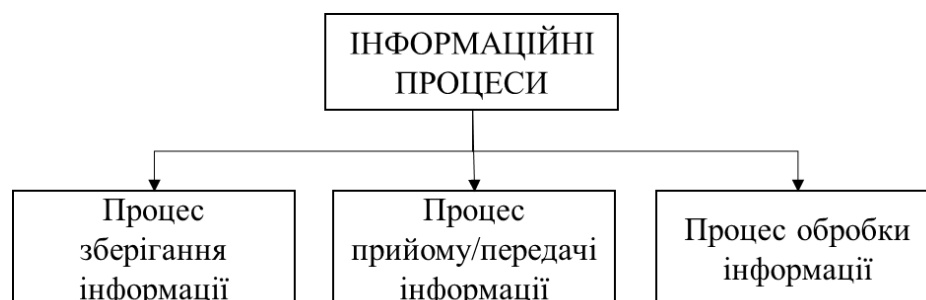 ІНФОРМАЦІЙНІ
ПРОЦЕСИ
Процес
зберігання
інформації
Процес
прийому/передачі
інформації
Процес обробки
інформації